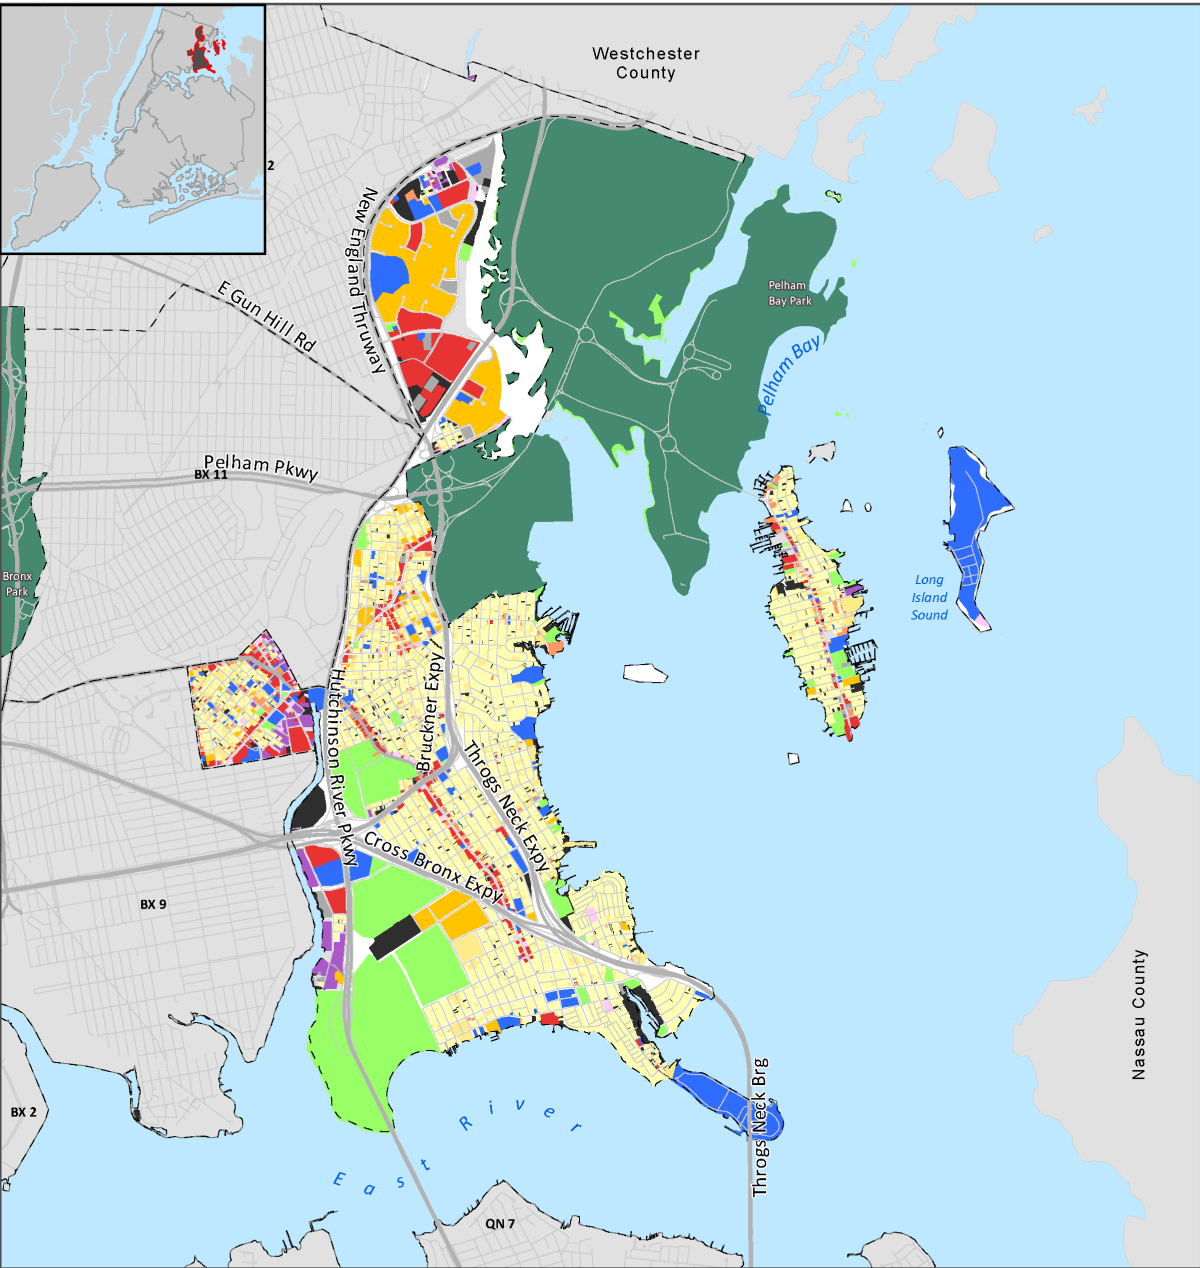 Westchester
County
2
New England Thruway
E Gun Hill Rd
Pelham
Bay Park
Pelham Bay
Pelham Pkwy
BX 11
Bronx
Park
Long
Island
Sound
Hutchinson River Pkwy
Bruckner Expy
Throgs Neck Expy
Cross Bronx Expy
BX 9
Nassau County
BX 2
Throgs Neck Brg
East River
QN 7